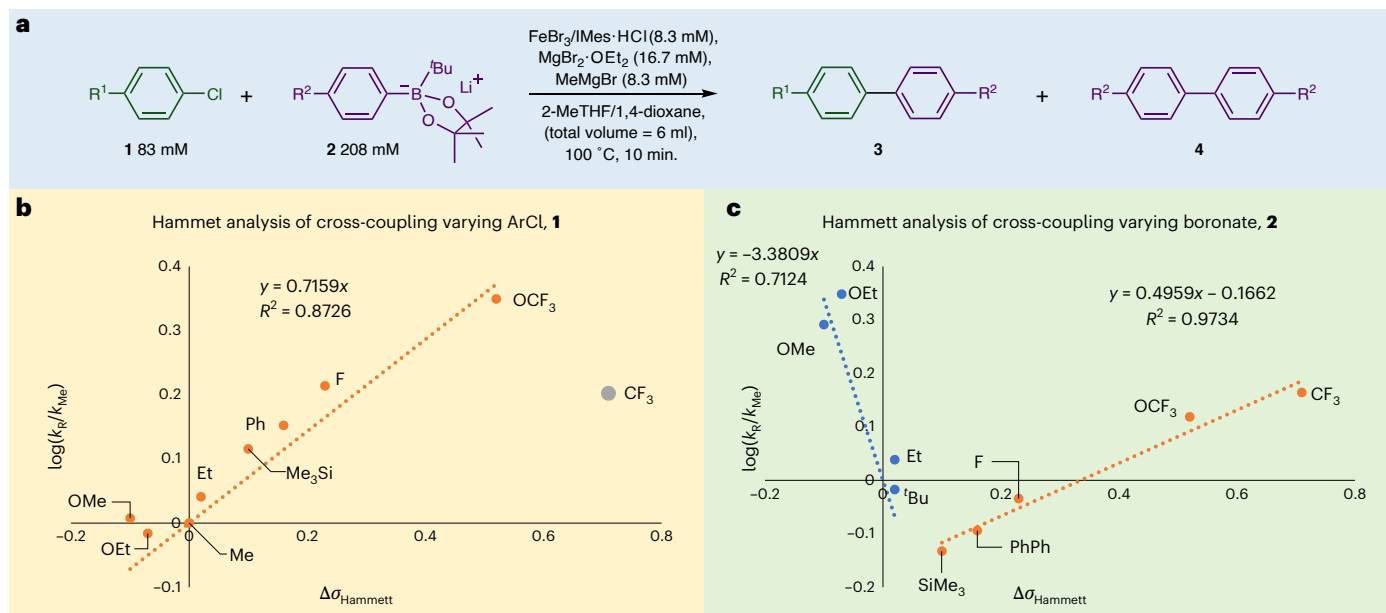 a
FeBr3/IMes·HCl (8.3 mM),
MgBr2·OEt2 (16.7 mM),
MeMgBr (8.3 mM)
2-MeTHF/1,4-dioxane,
(total volume = 6 ml),
100 ˚C, 10 min.
R1
Cl
+
R2
−
B
tBu
Li+
O
O
R1
R2
+
R2
R2
1 83 mM
2 208 mM
3
4
b
Hammet analysis of cross-coupling varying ArCl, 1
y = 0.7159x
R2 = 0.8726
log(kR/kMe)
0.4
0.3
0.2
0.1
0
−0.1
−0.2
0
0.2
0.4
0.6
0.8
OCF3
F
CF3
Ph
Me3Si
Et
OMe
OEt
Me
ΔσHammett
c
Hammett analysis of cross-coupling varying boronate, 2
y = −3.3809x
R2 = 0.7124
y = 0.4959x − 0.1662
R2 = 0.9734
log(kR/kMe)
0.4
0.3
0.2
0.1
0
−0.1
−0.2
−0.2
0.2
0.4
0.6
0.8
OEt
OMe
Et
tBu
F
OCF3
CF3
PhPh
SiMe3
ΔσHammett